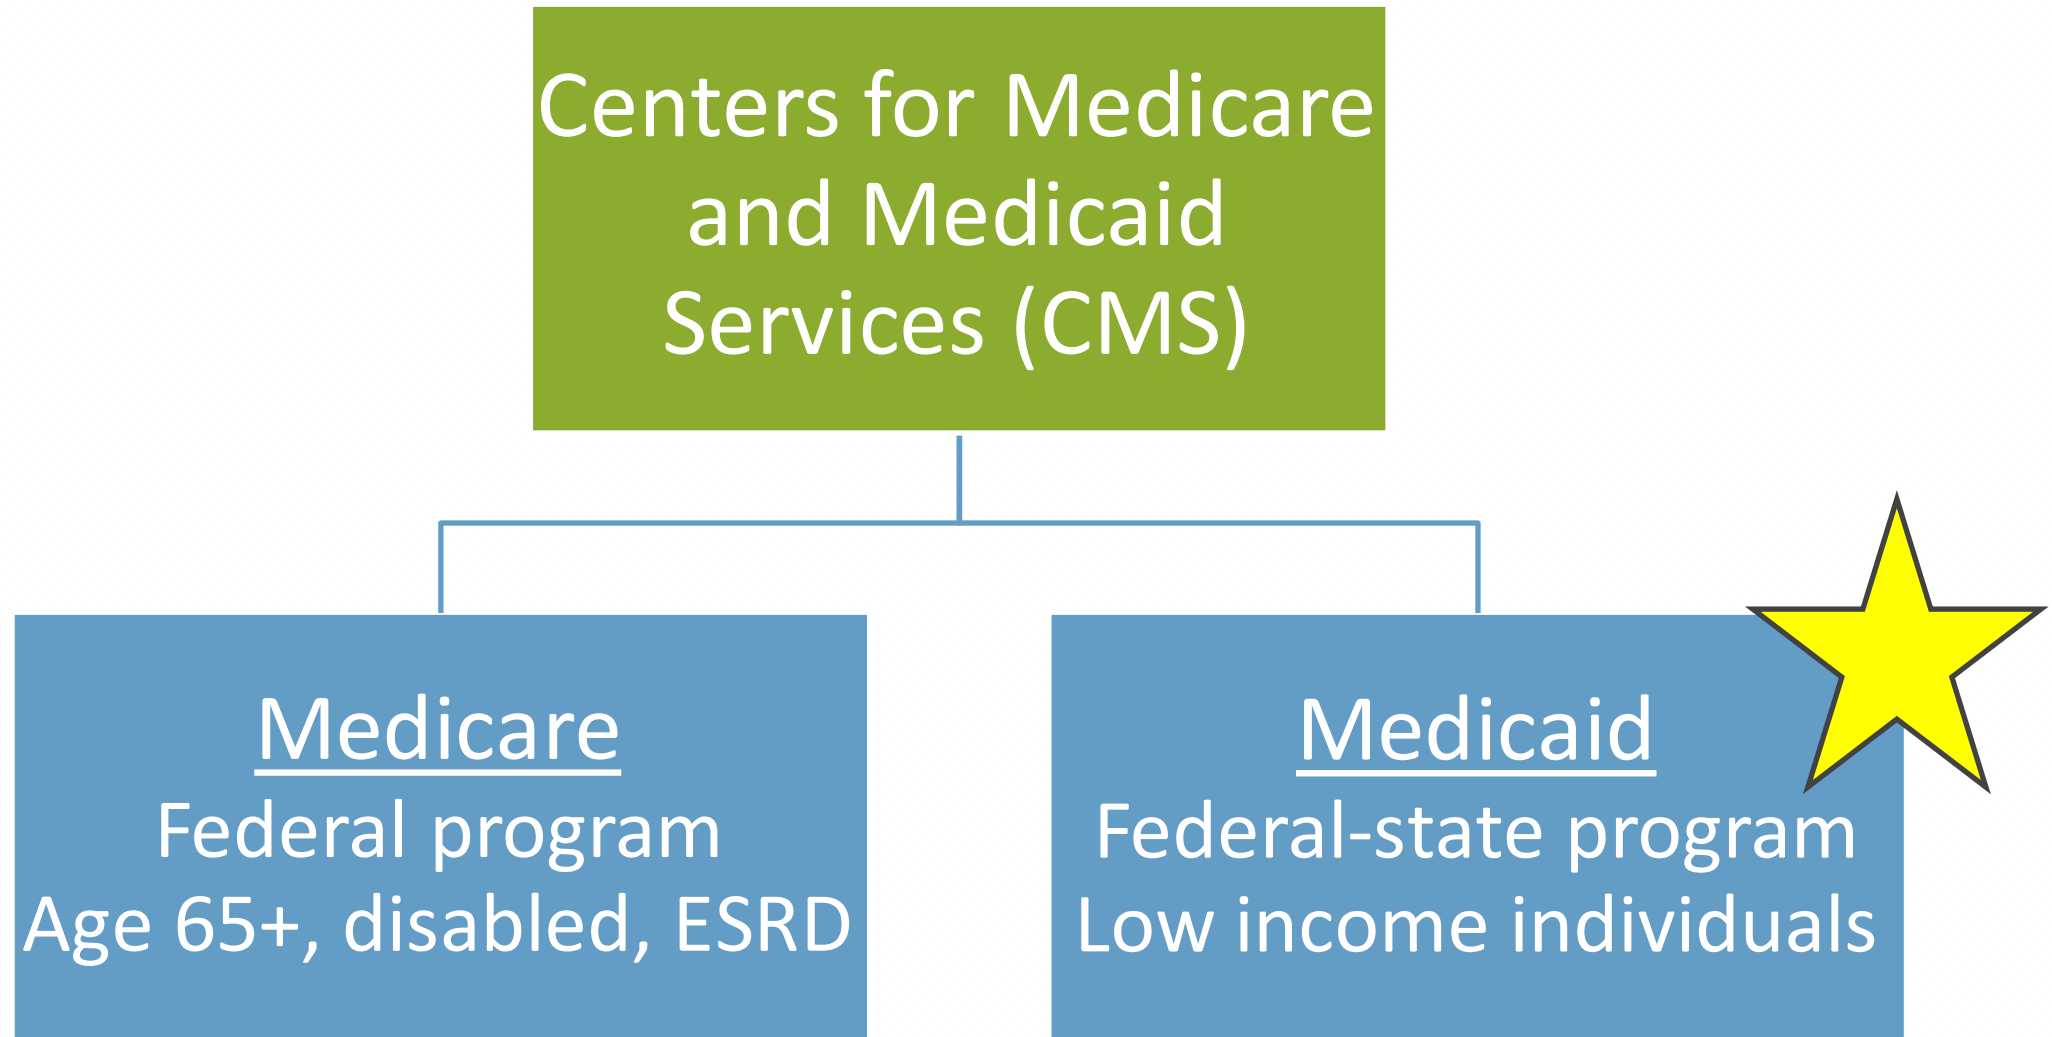 Centers for Medicare
and Medicaid
Services (CMS)
Medicare
Federal program
Age 65+, disabled, ESRD
Medicaid
Federal-state program
Low income individuals